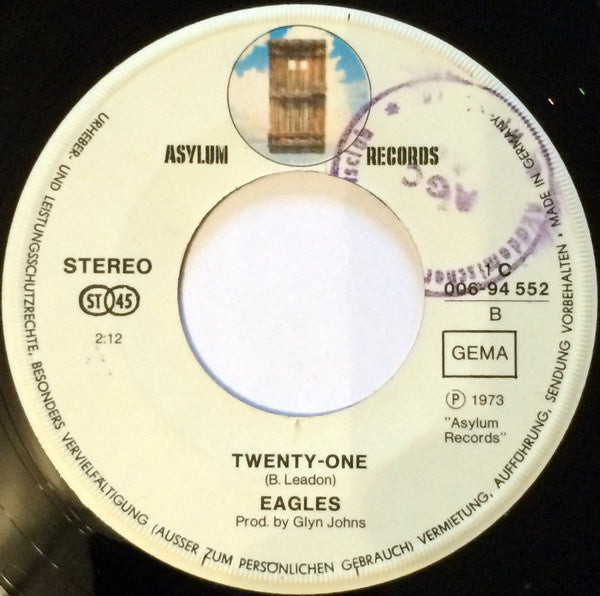 ASYLUM RECORDS
STEREO
ST 45
2:12
1 C
006-94 552
B
GEMA
Ⓟ 1973
"Asylum
Records"
TWENTY-ONE
(B. Leadon)
EAGLES
Prod. by Glyn Johns
URHEBER- UND LEISTUNGSSCHUTZRECHTE, BESONDERS VERVIELFÄLTIGUNG (AUSSER ZUM PERSÖNLICHEN GEBRAUCH) VERMIETUNG, AUFFÜHRUNG, SENDUNG VORBEHALTEN • MADE IN GERMANY
AGC